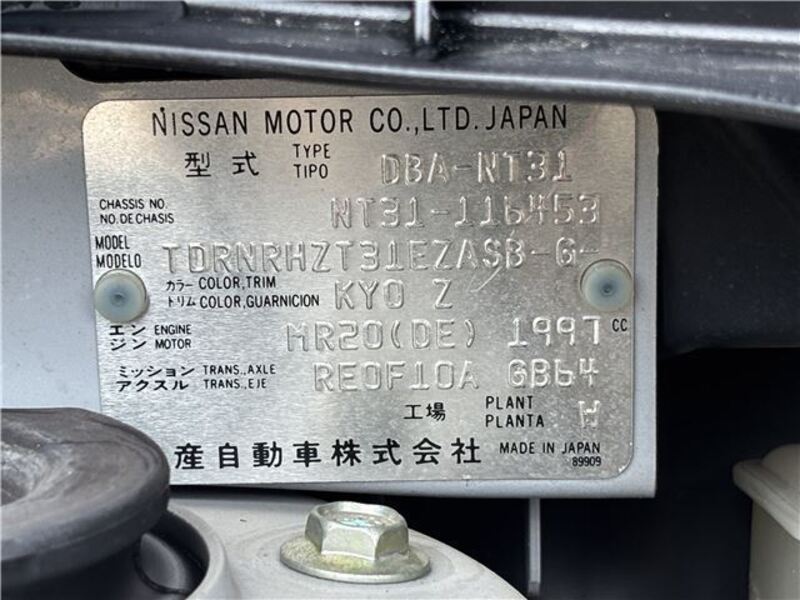 NISSAN MOTOR CO.,LTD. JAPAN
型式 TYPE TIPO DBA-NT31
CHASSIS NO. NO. DE CHASIS NT31-116453
MODEL MODELO TDRNRHZT31EZASB-G-
カラー COLOR, TRIM トリム COLOR, GUARNICION KY0 Z
エンジン ENGINE MOTOR MR20(DE) 1997 CC
ミッション TRANS., AXLE アクスル TRANS., EJE RE0F10A GB64
工場 PLANT PLANTA W
産自動車株式会社 MADE IN JAPAN
89909